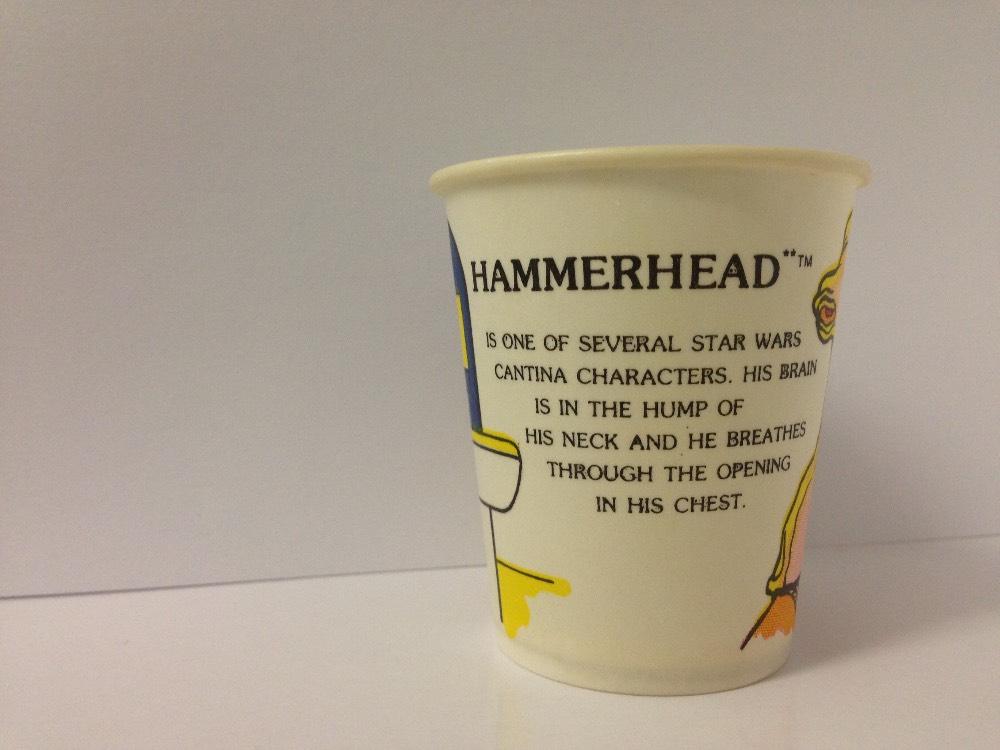 HAMMERHEAD**™
IS ONE OF SEVERAL STAR WARS
CANTINA CHARACTERS. HIS BRAIN
IS IN THE HUMP OF
HIS NECK AND HE BREATHES
THROUGH THE OPENING
IN HIS CHEST.